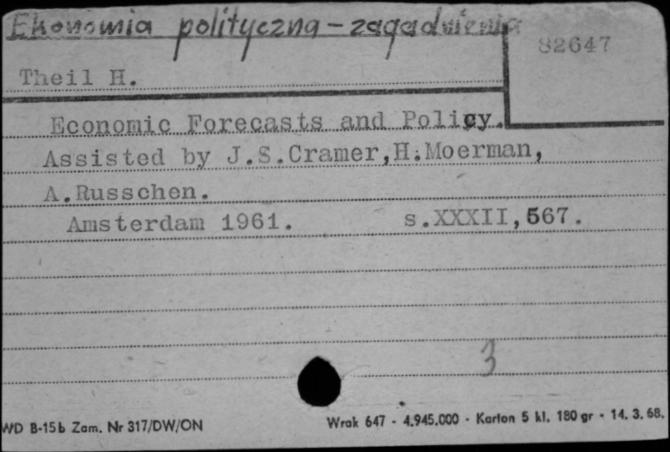 Ekonomia polityczna - zagadnienia
82647
Theil H.
Economic Forecasts and Policy.
Assisted by J.S.Cramer,H.Moerman,
A.Russchen.
Amsterdam 1961. s.XXXII,567.
3
WD B-15b Zam. Nr 317/DW/ON Wrak 647 - 4.945.000 - Karton 5 kl. 180 gr - 14. 3. 68.